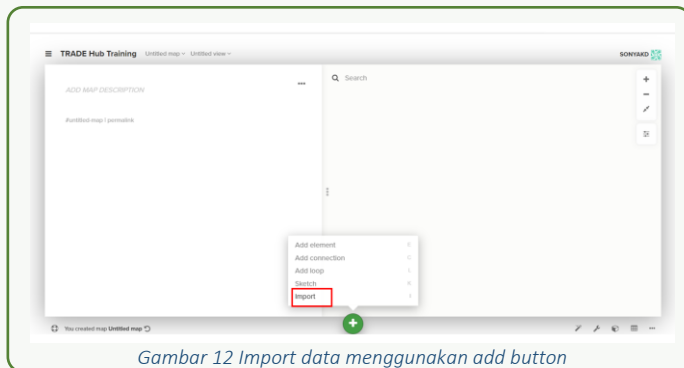 TRADE Hub Training Untitled map Untitled view
SONYAKD
ADD MAP DESCRIPTION
#untitled-map | permalink
Search
Add element
Add connection
Add loop
Sketch
Import
You created map Untitled map
Gambar 12 Import data menggunakan add button